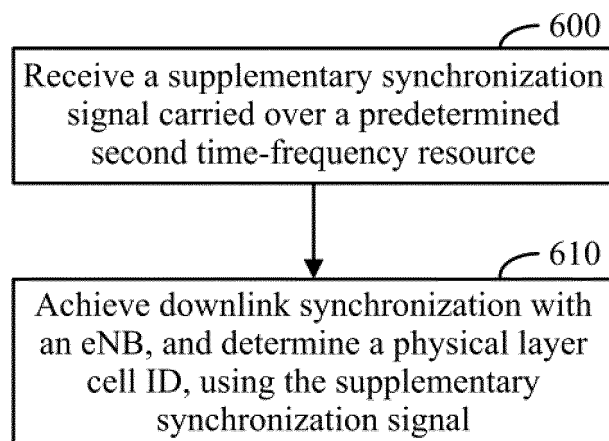 600
Receive a supplementary synchronization
signal carried over a predetermined
second time-frequency resource
610
Achieve downlink synchronization with
an eNB, and determine a physical layer
cell ID, using the supplementary
synchronization signal